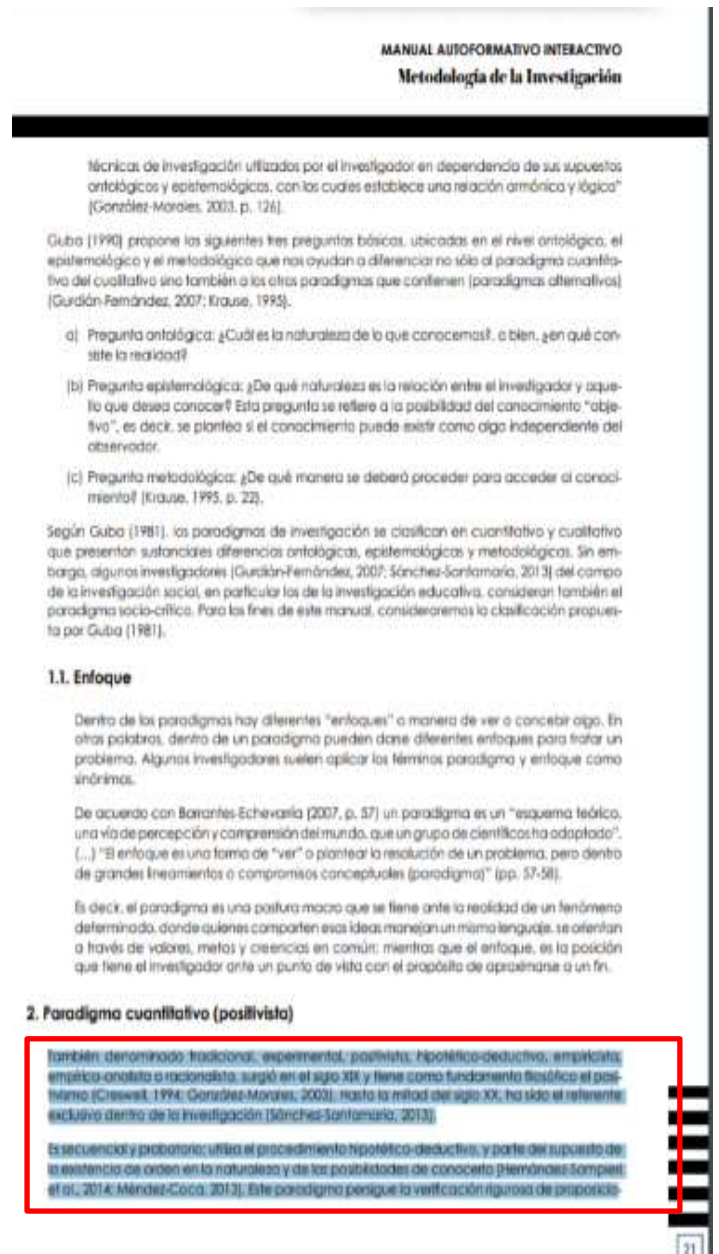 MANUAL AUTOFORMATIVO INTERACTIVO
Metodología de la Investigación
técnicas de investigación utilizados por el investigador en dependencia de sus supuestos
ontológicos y epistemológicos, con los cuales establece una relación armónica y lógica"
(González-Morales, 2003, p. 126).
Guba (1990) propone las siguientes tres preguntas básicas, ubicadas en el nivel ontológico, el
epistemológico y el metodológico que nos ayudan a diferenciar no sólo al paradigma cuantita-
tivo del cualitativo sino también a los otros paradigmas que contienen (paradigmas alternativos)
(Gurdián-Fernández, 2007; Krause, 1995).
a) Pregunta ontológica: ¿Cuál es la naturaleza de lo que conocemos?, o bien, ¿en qué con-
siste la realidad?
(b) Pregunta epistemológica: ¿De qué naturaleza es la relación entre el investigador y aque-
llo que desea conocer? Esta pregunta se refiere a la posibilidad del conocimiento "obje-
tivo", es decir, se plantea si el conocimiento puede existir como algo independiente del
observador.
(c) Pregunta metodológica: ¿De qué manera se deberá proceder para acceder al conoci-
miento? (Krause, 1995, p. 22).
Según Guba (1981), los paradigmas de investigación se clasifican en cuantitativo y cualitativo
que presentan sustanciales diferencias ontológicas, epistemológicas y metodológicas. Sin em-
bargo, algunos investigadores (Gurdián-Fernández, 2007; Sánchez-Santamaría, 2013) del campo
de la investigación social, en particular los de la investigación educativa, consideran también el
paradigma socio-crítico. Para los fines de este manual, consideraremos la clasificación propues-
ta por Guba (1981).
1.1. Enfoque
Dentro de los paradigmas hay diferentes "enfoques" o manera de ver o concebir algo. En
otras palabras, dentro de un paradigma pueden darse diferentes enfoques para tratar un
problema. Algunos investigadores suelen aplicar los términos paradigma y enfoque como
sinónimos.
De acuerdo con Barrantes-Echevarría (2007, p. 57) un paradigma es un "esquema teórico,
una vía de percepción y comprensión del mundo, que un grupo de científicos ha adoptado".
(...) "El enfoque es una forma de "ver" o plantear la resolución de un problema, pero dentro
de grandes lineamientos o compromisos conceptuales (paradigma)" (pp. 57-58).
Es decir, el paradigma es una postura macro que se tiene ante la realidad de un fenómeno
determinado, donde quienes comparten esas ideas manejan un mismo lenguaje, se orientan
a través de valores, metas y creencias en común; mientras que el enfoque, es la posición
que tiene el investigador ante un punto de vista con el propósito de aproximarse a un fin.
2. Paradigma cuantitativo (positivista)
También denominado tradicional, experimental, positivista, hipotético-deductivo, empiricista,
empírico-analista o racionalista, surgió en el siglo XIX y tiene como fundamento filosófico el posi-
tivismo (Creswell, 1994; González-Morales, 2003). Hasta la mitad del siglo XX, ha sido el referente
exclusivo dentro de la investigación (Sánchez-Santamaría, 2013).
Es secuencial y probatorio; utiliza el procedimiento hipotético-deductivo, y parte del supuesto de
la existencia de orden en la naturaleza y de las posibilidades de conocerlo (Hernández-Sampieri
et al., 2014; Méndez-Coca, 2013). Este paradigma persigue la verificación rigurosa de proposicio-
21